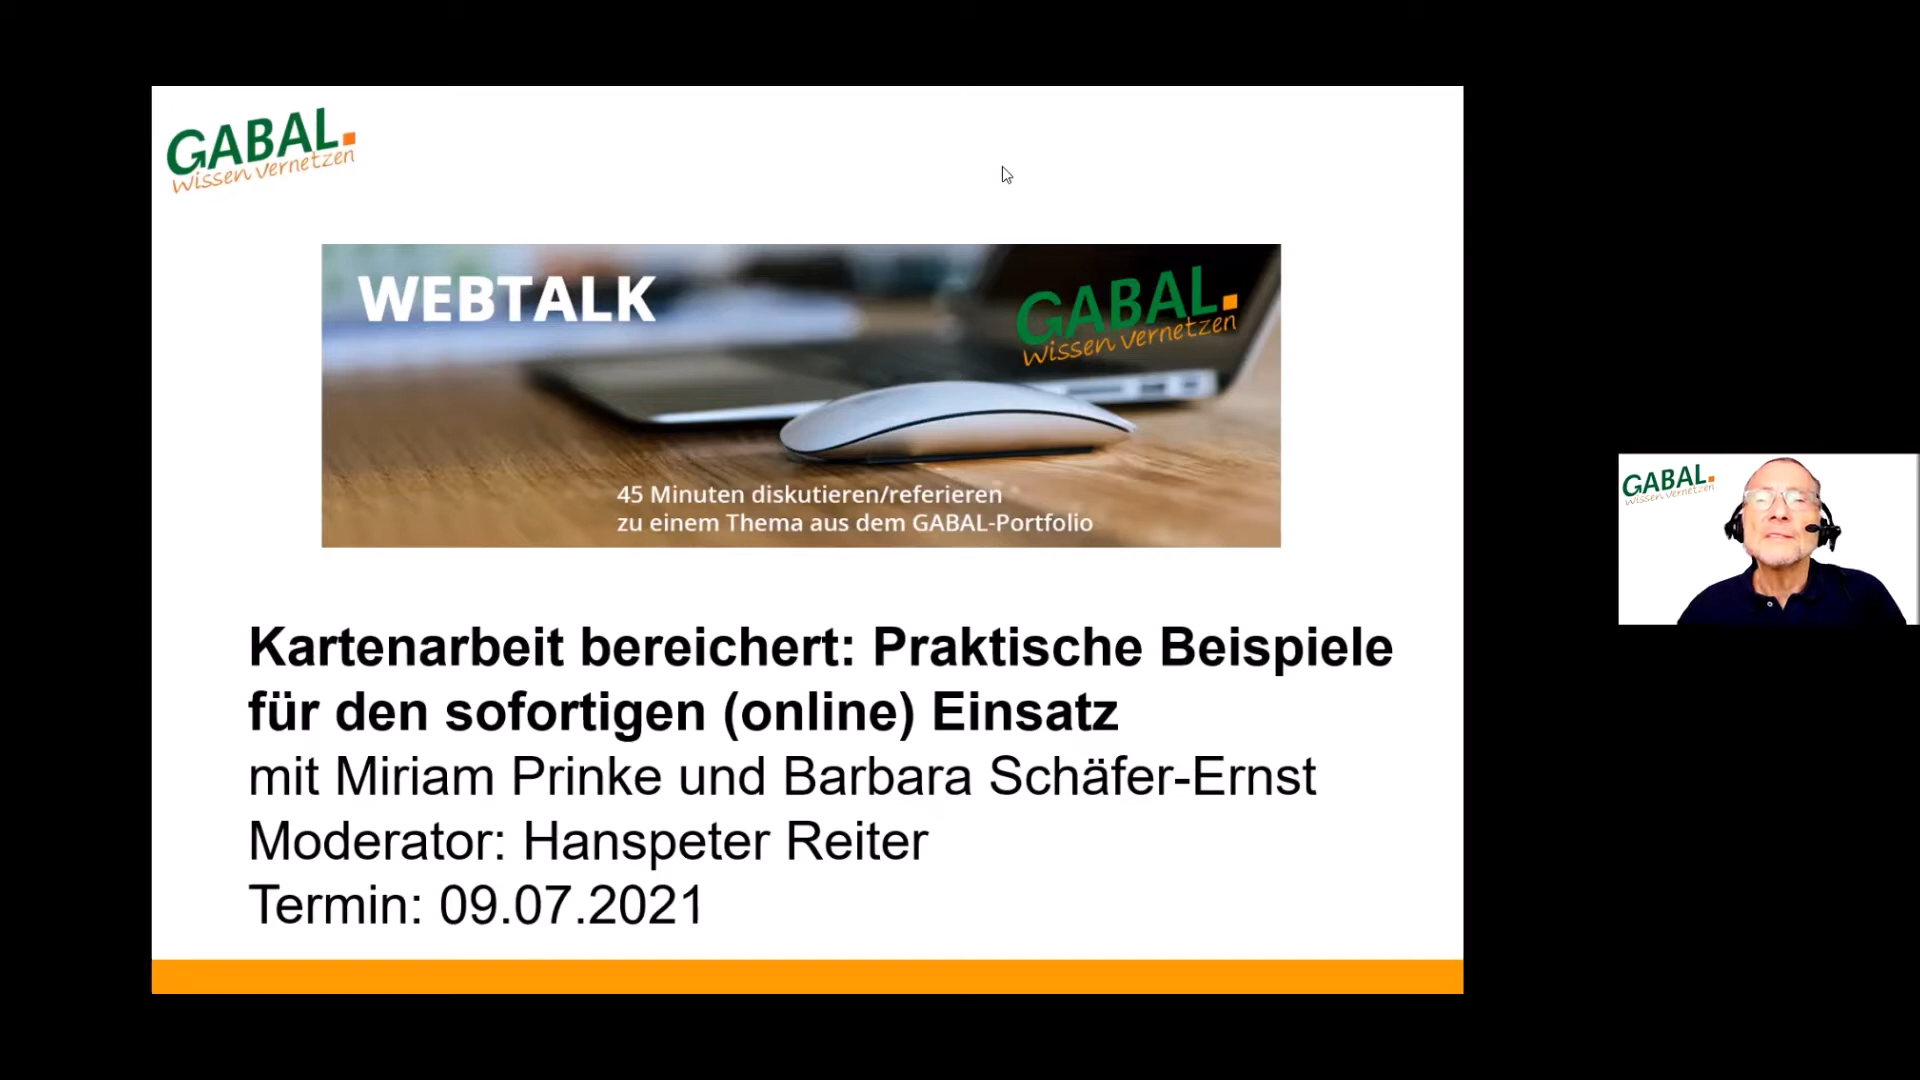 GABAL.
Wissen vernetzen
WEBTALK
GABAL.
Wissen vernetzen
45 Minuten diskutieren/referieren
zu einem Thema aus dem GABAL-Portfolio
GABAL.
Wissen vernetzen
Kartenarbeit bereichert: Praktische Beispiele
für den sofortigen (online) Einsatz
mit Miriam Prinke und Barbara Schäfer-Ernst
Moderator: Hanspeter Reiter
Termin: 09.07.2021